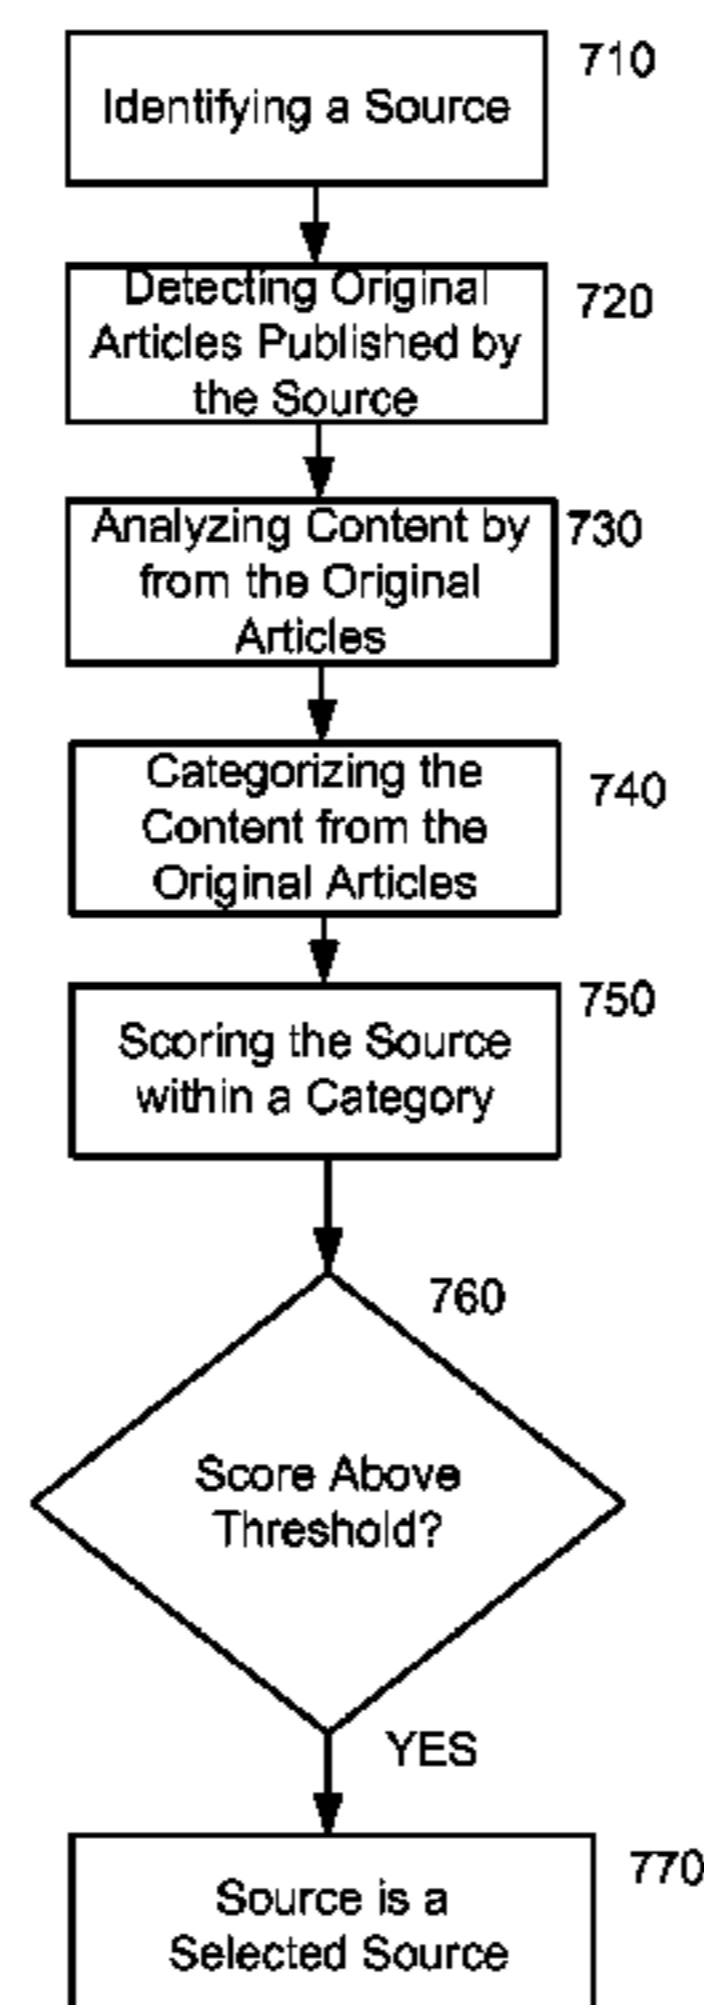 710
Identifying a Source
720
Detecting Original
Articles Published by
the Source
730
Analyzing Content by
from the Original
Articles
740
Categorizing the
Content from the
Original Articles
750
Scoring the Source
within a Category
760
Score Above
Threshold?
YES
770
Source is a
Selected Source